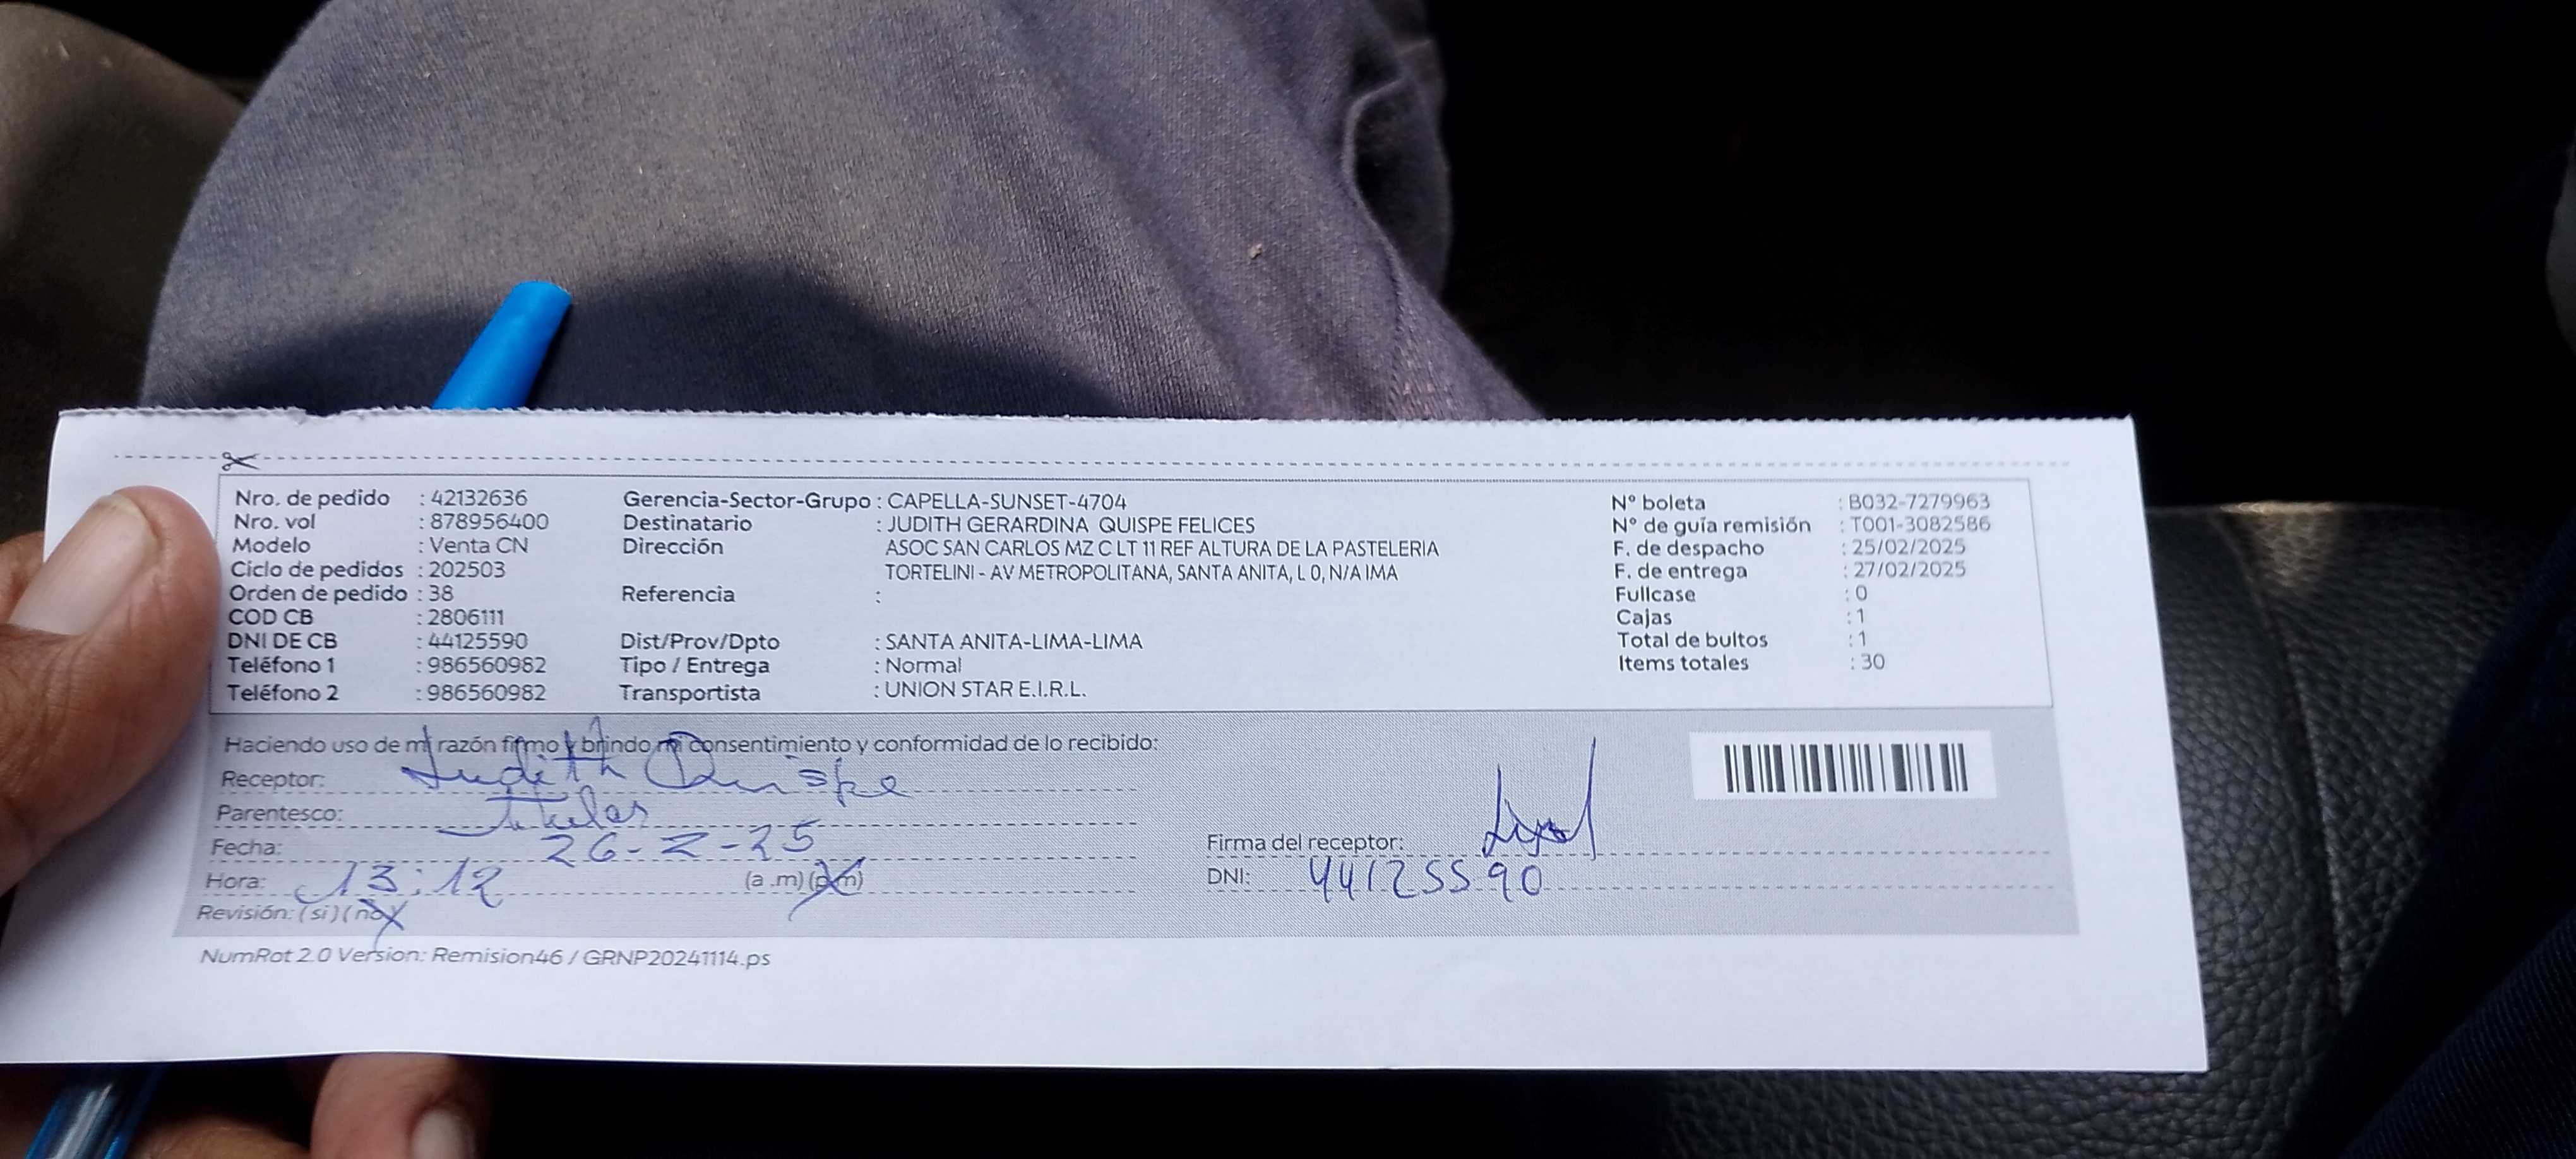 Nro. de pedido : 42132636 Gerencia-Sector-Grupo : CAPELLA-SUNSET-4704 N° boleta : B032-7279963
Nro. vol : 878956400 Destinatario : JUDITH GERARDINA QUISPE FELICES N° de guía remisión : T001-3082586
Modelo : Venta CN Dirección ASOC SAN CARLOS MZ C LT 11 REF ALTURA DE LA PASTELERIA F. de despacho : 25/02/2025
Ciclo de pedidos : 202503 TORTELINI - AV METROPOLITANA, SANTA ANITA, L 0, N/A IMA F. de entrega : 27/02/2025
Orden de pedido : 38 Referencia : Fullcase : 0
COD CB : 2806111 Cajas : 1
DNI DE CB : 44125590 Dist/Prov/Dpto : SANTA ANITA-LIMA-LIMA Total de bultos : 1
Teléfono 1 : 986560982 Tipo / Entrega : Normal Items totales : 30
Teléfono 2 : 986560982 Transportista : UNION STAR E.I.R.L.
Haciendo uso de mi razón firmo y brindo mi consentimiento y conformidad de lo recibido:
Receptor: Judith Quispe
Parentesco: titular
Fecha: 26-2-25 Firma del receptor:
Hora: 13:12 (a .m) (p.m) DNI: 44125590
Revisión: (si) (no)
NumRot 2.0 Version: Remision46 / GRNP20241114.ps